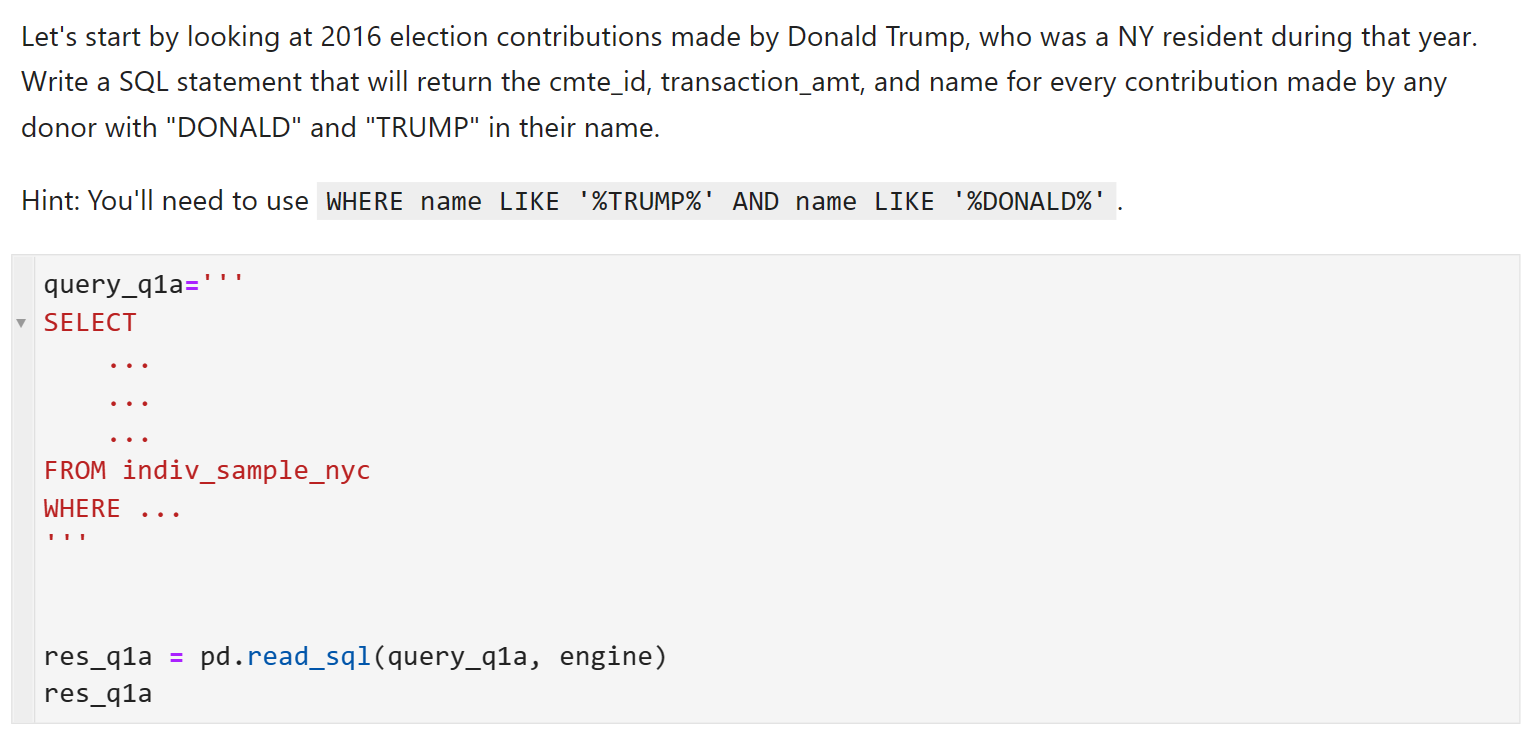 Let's start by looking at 2016 election contributions made by Donald Trump, who was a NY resident during that year.
Write a SQL statement that will return the cmte_id, transaction_amt, and name for every contribution made by any
donor with "DONALD" and "TRUMP" in their name.
Hint: You'll need to use WHERE name LIKE '%TRUMP%' AND name LIKE '%DONALD%' .
query_q1a='''
SELECT
    ...
    ...
    ...
FROM indiv_sample_nyc
WHERE ...
'''
res_q1a = pd.read_sql(query_q1a, engine)
res_q1a